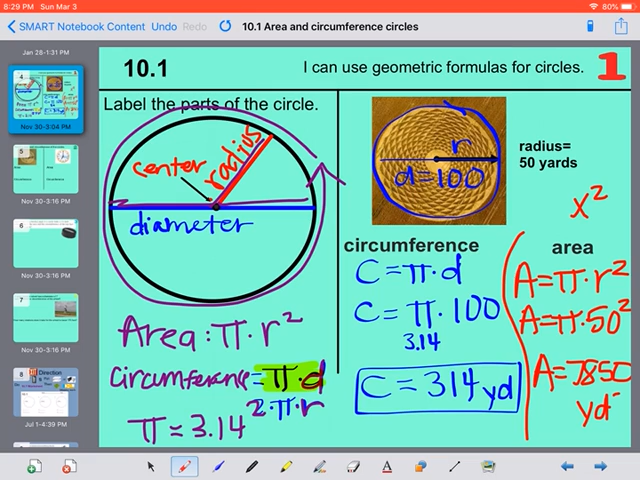 8:29 PM Sun Mar 3
80%
SMART Notebook Content Undo Redo
10.1 Area and circumference circles
Jan 28-1:31 PM
Nov 30-3:04 PM
5
Nov 30-3:16 PM
6
Nov 30-3:16 PM
7
Nov 30-3:16 PM
8 Direction
Jul 1-4:39 PM
10.1
I can use geometric formulas for circles. 1
Label the parts of the circle.
center
radius
diameter
Area: π·r²
Circumference=π·d
2·π·r
π=3.14
r
d=100
radius=
50 yards
x²
circumference
C=π·d
C=π·100
3.14
C=314yd
area
A=π·r²
A=π·50²
A=7850
yd²
A